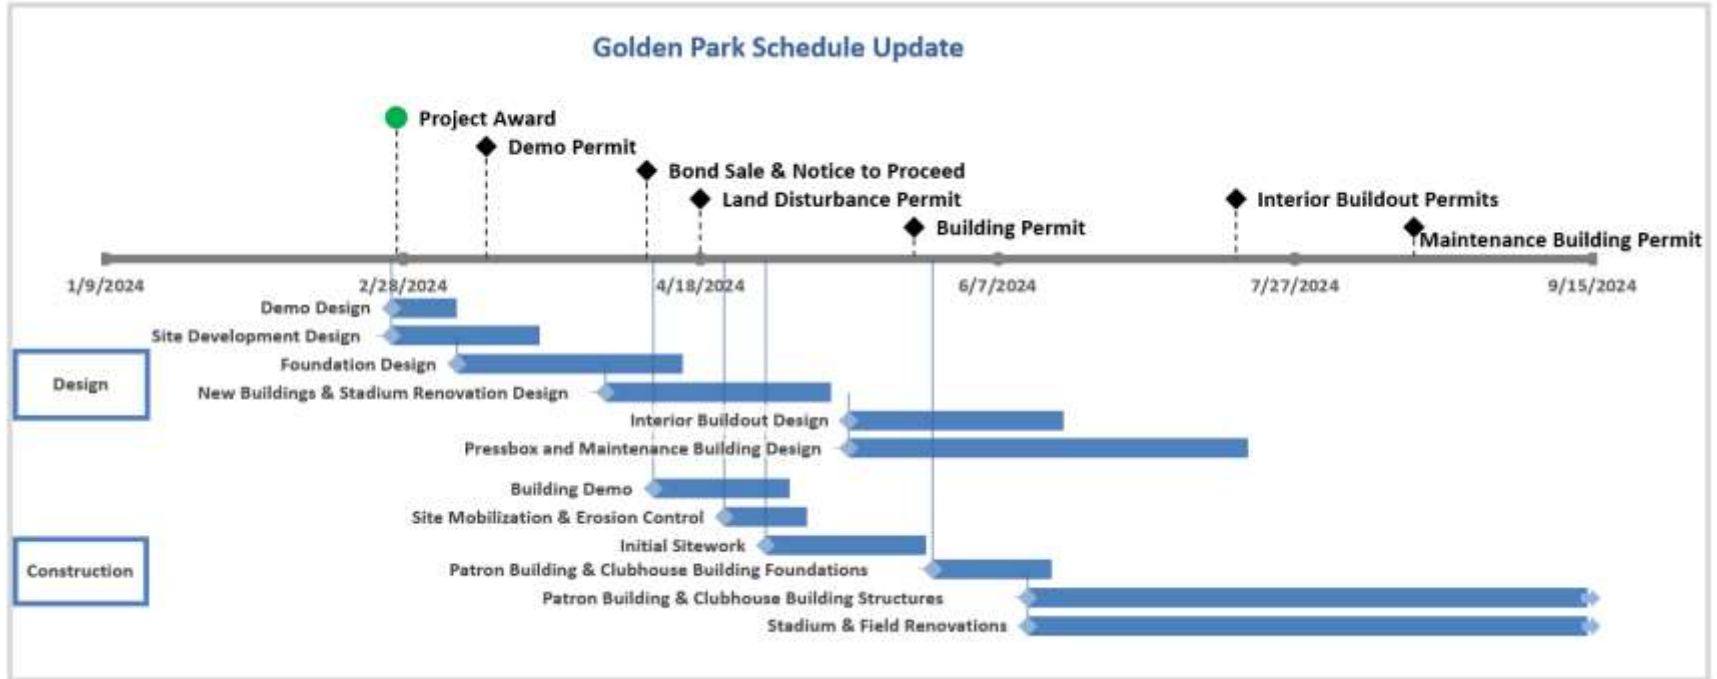 Golden Park Schedule Update
Project Award
Demo Permit
Bond Sale & Notice to Proceed
Land Disturbance Permit
Interior Buildout Permits
Building Permit
Maintenance Building Permit
1/9/2024
2/28/2024
4/18/2024
6/7/2024
7/27/2024
9/15/2024
Demo Design
Site Development Design
Foundation Design
Design
New Buildings & Stadium Renovation Design
Interior Buildout Design
Pressbox and Maintenance Building Design
Building Demo
Site Mobilization & Erosion Control
Initial Sitework
Construction
Patron Building & Clubhouse Building Foundations
Patron Building & Clubhouse Building Structures
Stadium & Field Renovations